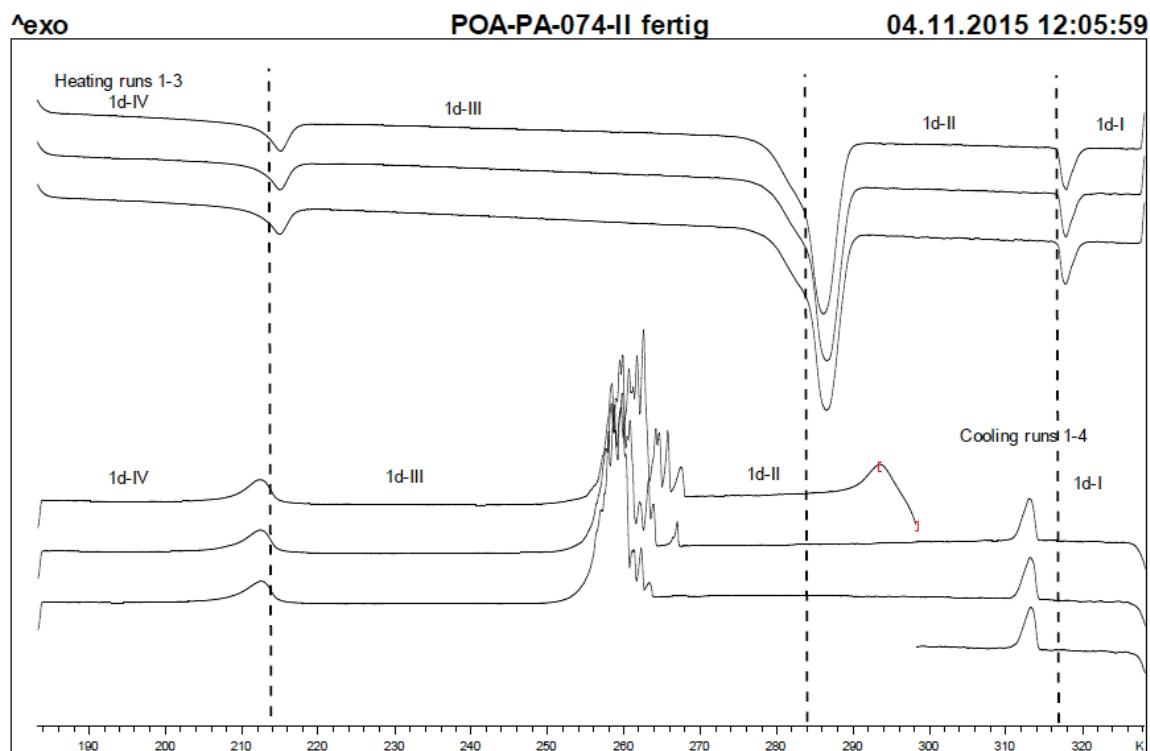 ^exo POA-PA-074-II fertig 04.11.2015 12:05:59
Heating runs 1-3
1d-IV 1d-III 1d-II 1d-I
Cooling runs 1-4
1d-IV 1d-III 1d-II 1d-I
190 200 210 220 230 240 250 260 270 280 290 300 310 320 K